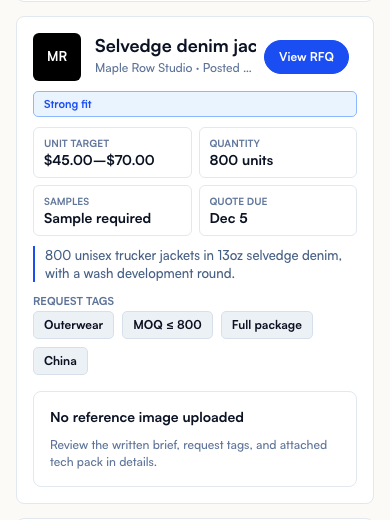 MR
Selvedge denim jac
Maple Row Studio · Posted ...
View RFQ
Strong fit
UNIT TARGET
$45.00–$70.00
QUANTITY
800 units
SAMPLES
Sample required
QUOTE DUE
Dec 5
800 unisex trucker jackets in 13oz selvedge denim,
with a wash development round.
REQUEST TAGS
Outerwear
MOQ ≤ 800
Full package
China
No reference image uploaded
Review the written brief, request tags, and attached
tech pack in details.